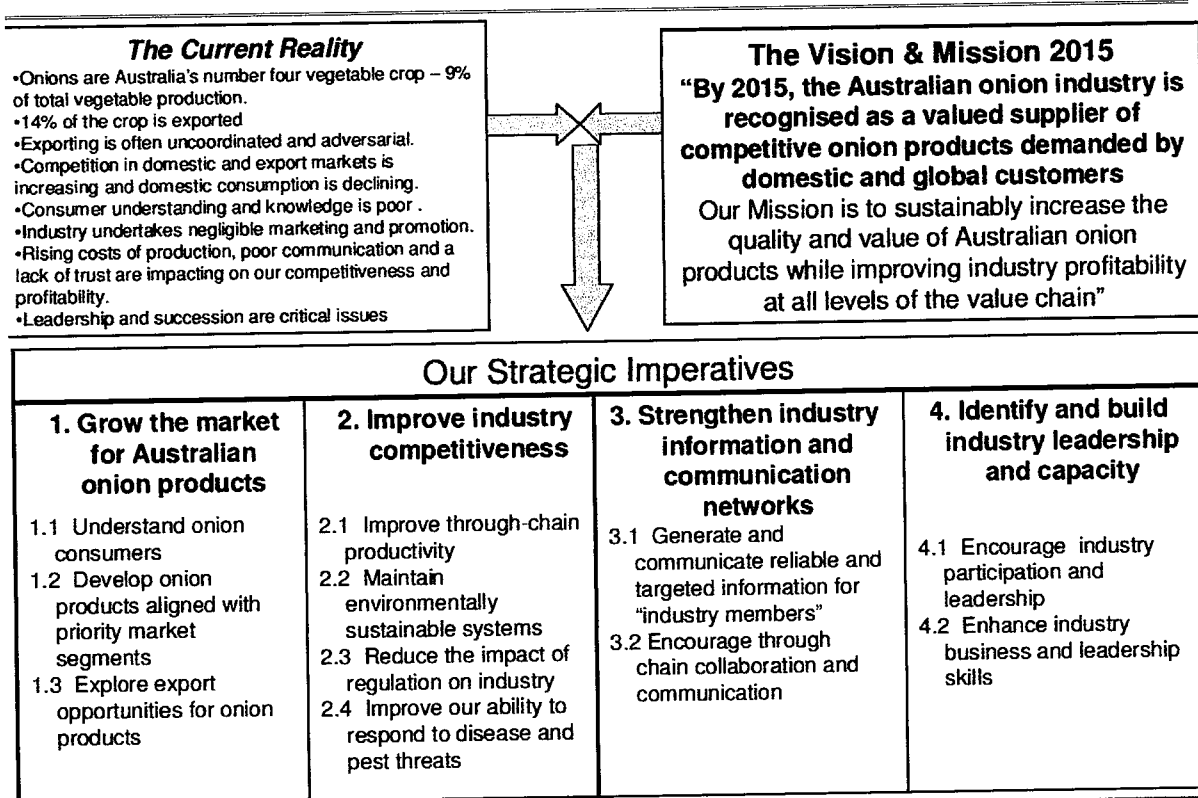 The Current Reality
•Onions are Australia's number four vegetable crop – 9%
of total vegetable production.
•14% of the crop is exported
•Exporting is often uncoordinated and adversarial.
•Competition in domestic and export markets is
increasing and domestic consumption is declining.
•Consumer understanding and knowledge is poor .
•Industry undertakes negligible marketing and promotion.
•Rising costs of production, poor communication and a
lack of trust are impacting on our competitiveness and
profitability.
•Leadership and succession are critical issues
The Vision & Mission 2015
“By 2015, the Australian onion industry is
recognised as a valued supplier of
competitive onion products demanded by
domestic and global customers
Our Mission is to sustainably increase the
quality and value of Australian onion
products while improving industry profitability
at all levels of the value chain”
Our Strategic Imperatives
1. Grow the market
for Australian
onion products
1.1 Understand onion
consumers
1.2 Develop onion
products aligned with
priority market
segments
1.3 Explore export
opportunities for onion
products
2. Improve industry
competitiveness
2.1 Improve through-chain
productivity
2.2 Maintain
environmentally
sustainable systems
2.3 Reduce the impact of
regulation on industry
2.4 Improve our ability to
respond to disease and
pest threats
3. Strengthen industry
information and
communication
networks
3.1 Generate and
communicate reliable and
targeted information for
“industry members”
3.2 Encourage through
chain collaboration and
communication
4. Identify and build
industry leadership
and capacity
4.1 Encourage industry
participation and
leadership
4.2 Enhance industry
business and leadership
skills